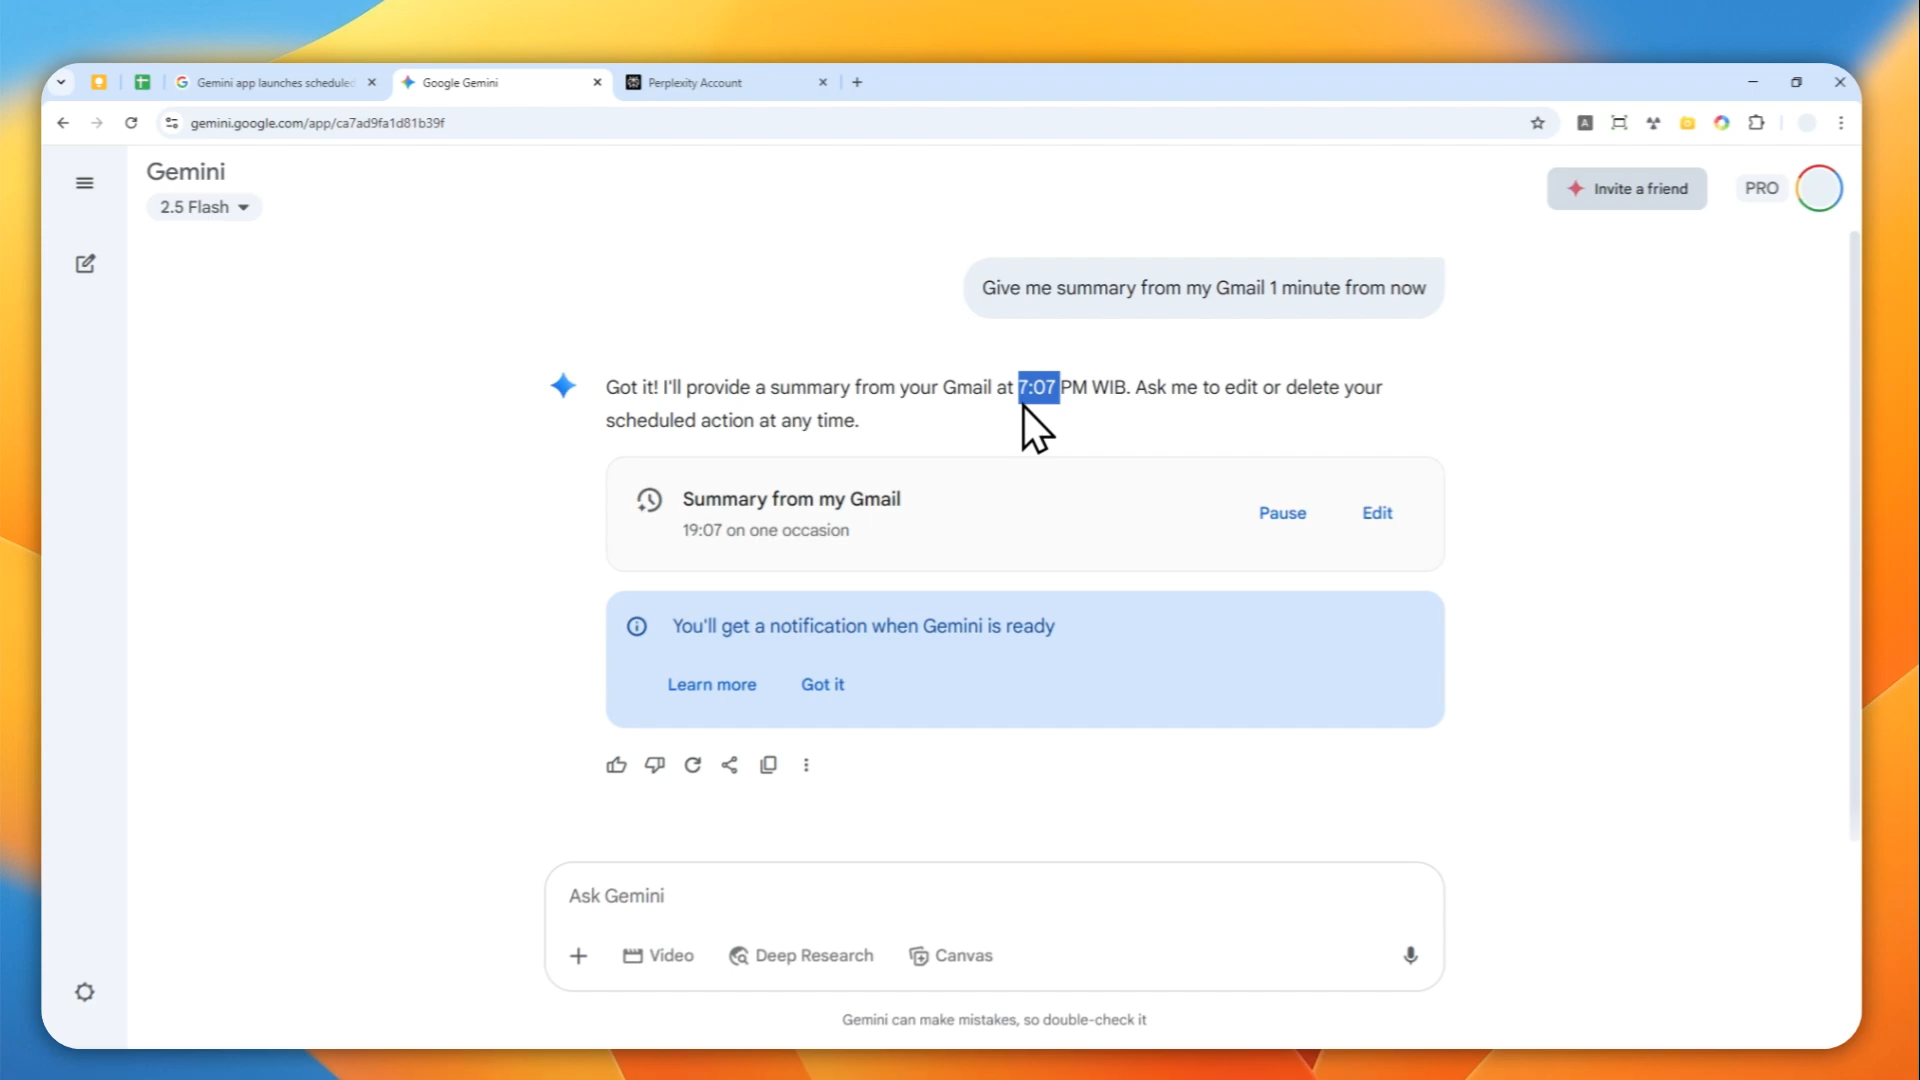 Gemini app launches scheduled
Google Gemini
Perplexity Account
gemini.google.com/app/ca7ad9fa1d81b39f
Gemini
2.5 Flash
Invite a friend
PRO
Give me summary from my Gmail 1 minute from now
Got it! I'll provide a summary from your Gmail at 7:07 PM WIB. Ask me to edit or delete your
scheduled action at any time.
Summary from my Gmail
19:07 on one occasion
Pause
Edit
You'll get a notification when Gemini is ready
Learn more
Got it
Ask Gemini
Video
Deep Research
Canvas
Gemini can make mistakes, so double-check it